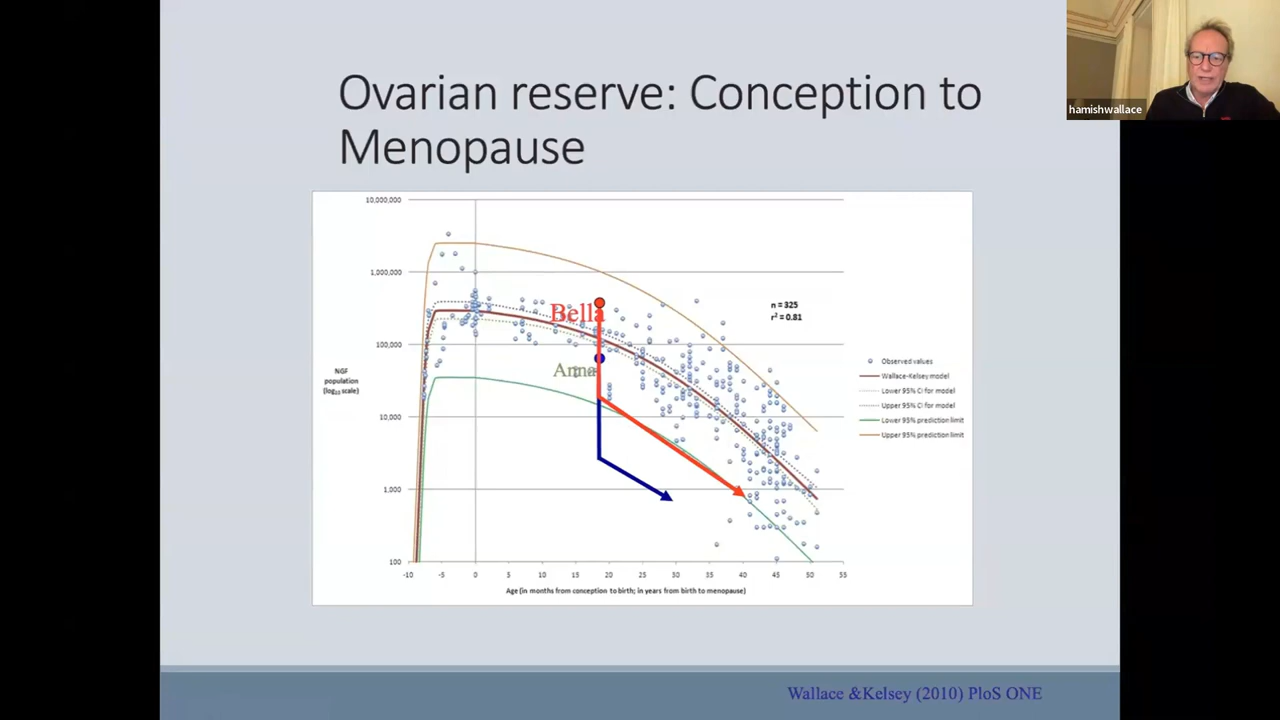 hamishwallace
Ovarian reserve: Conception to
Menopause
10,000,000
1,000,000
100,000
10,000
1,000
100
NGF
population
(log10 scale)
Bella
Anna
n = 325
r² = 0.81
Observed values
Wallace-Kelsey model
Lower 95% CI for model
Upper 95% CI for model
Lower 95% prediction limit
Upper 95% prediction limit
-10 -5 0 5 10 15 20 25 30 35 40 45 50 55
Age (in months from conception to birth; in years from birth to menopause)
Wallace &Kelsey (2010) PloS ONE